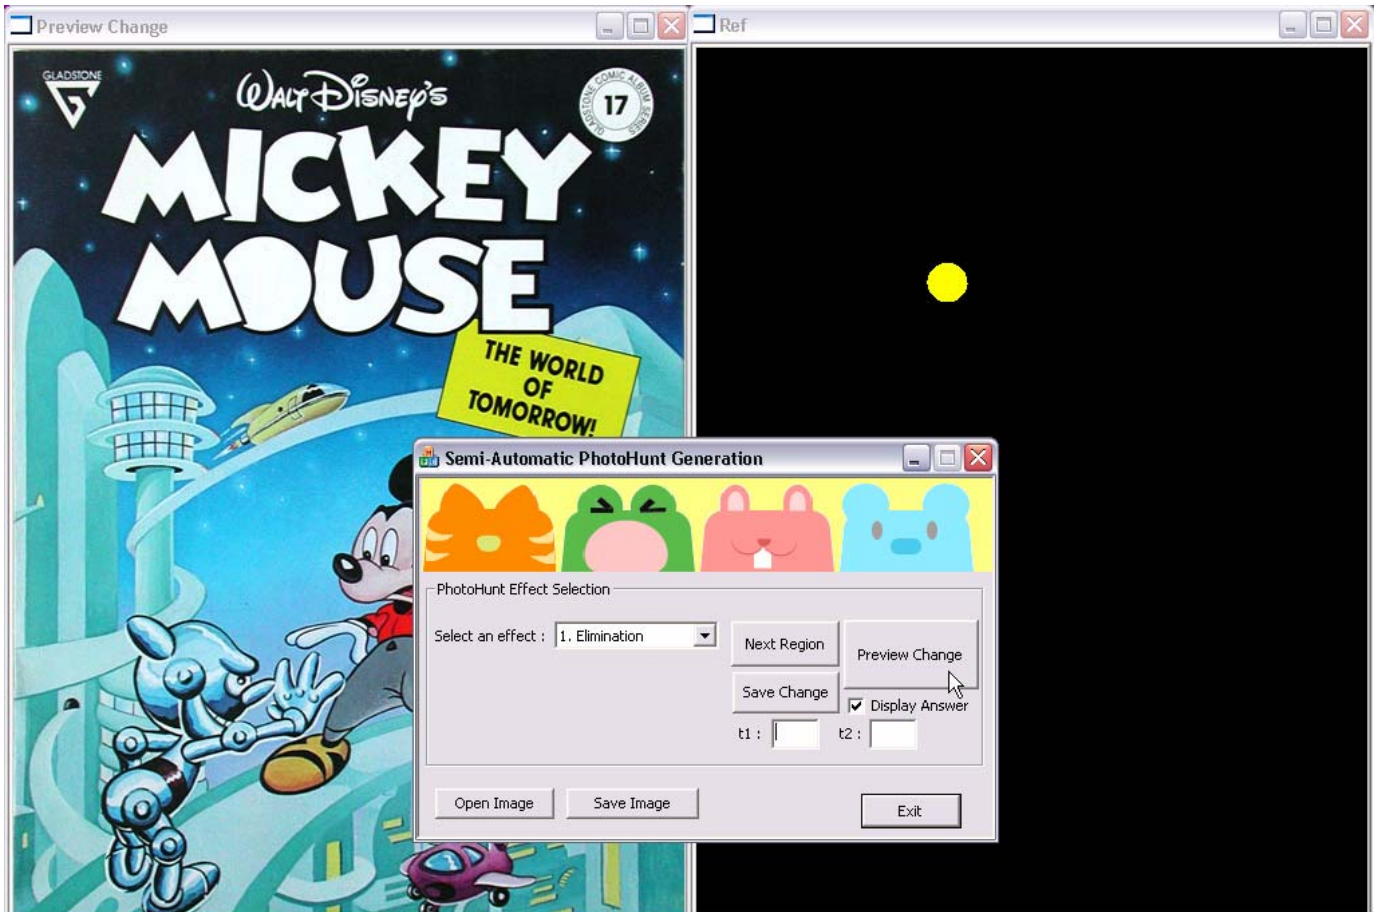 Preview Change
Ref
GLADSTONE
G
WALT DISNEY'S
GLADSTONE COMIC ALBUM SERIES
17
MICKEY
MOUSE
THE WORLD
OF
TOMORROW!
Semi-Automatic PhotoHunt Generation
PhotoHunt Effect Selection
Select an effect : 1. Elimination
Next Region
Preview Change
Save Change
Display Answer
t1 :
t2 :
Open Image
Save Image
Exit